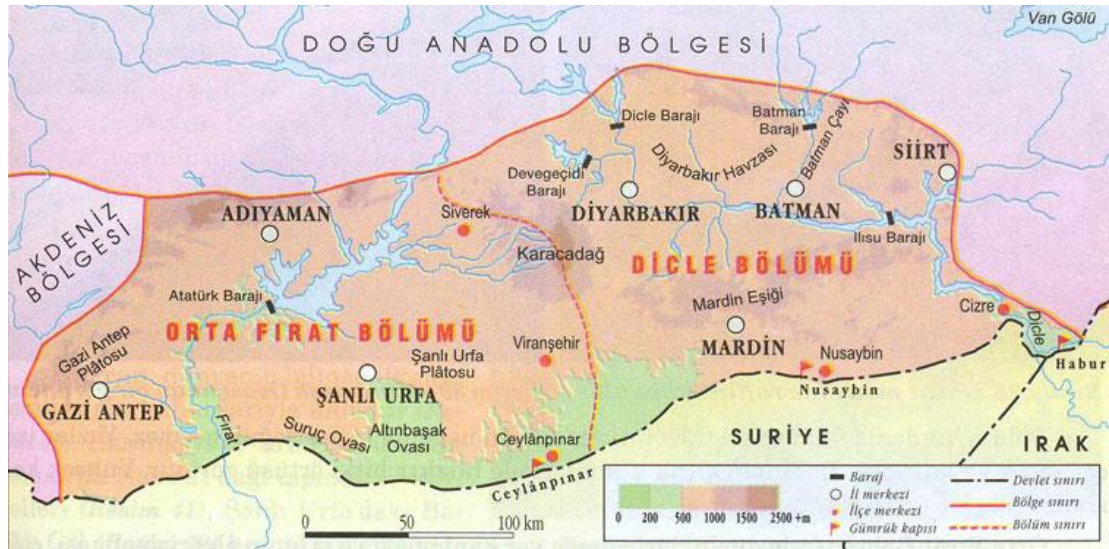 Van Gölü
DOĞU ANADOLU BÖLGESİ
AKDENİZ
BÖLGESİ
Dicle Barajı
Batman
Barajı
Batman Çayı
Diyarbakır Havzası
Devegeçidi
Barajı
SİİRT
ADIYAMAN
Siverek
DİYARBAKIR
BATMAN
Ilısu Barajı
Karacadağ
DİCLE BÖLÜMÜ
Atatürk Barajı
ORTA FIRAT BÖLÜMÜ
Mardin Eşiği
MARDİN
Cizre
Dicle
Habur
Gazi Antep
Plâtosu
GAZİ ANTEP
Viranşehir
Şanlı Urfa
Plâtosu
ŞANLI URFA
Nusaybin
Nusaybin
Fırat
Suruç Ovası
Altınbaşak
Ovası
Ceylânpınar
Ceylânpınar
SURİYE
IRAK
0 50 100 km
0 200 500 1000 1500 2500 +m
Baraj
İl merkezi
İlçe merkezi
Gümrük kapısı
Devlet sınırı
Bölge sınırı
Bölüm sınırı